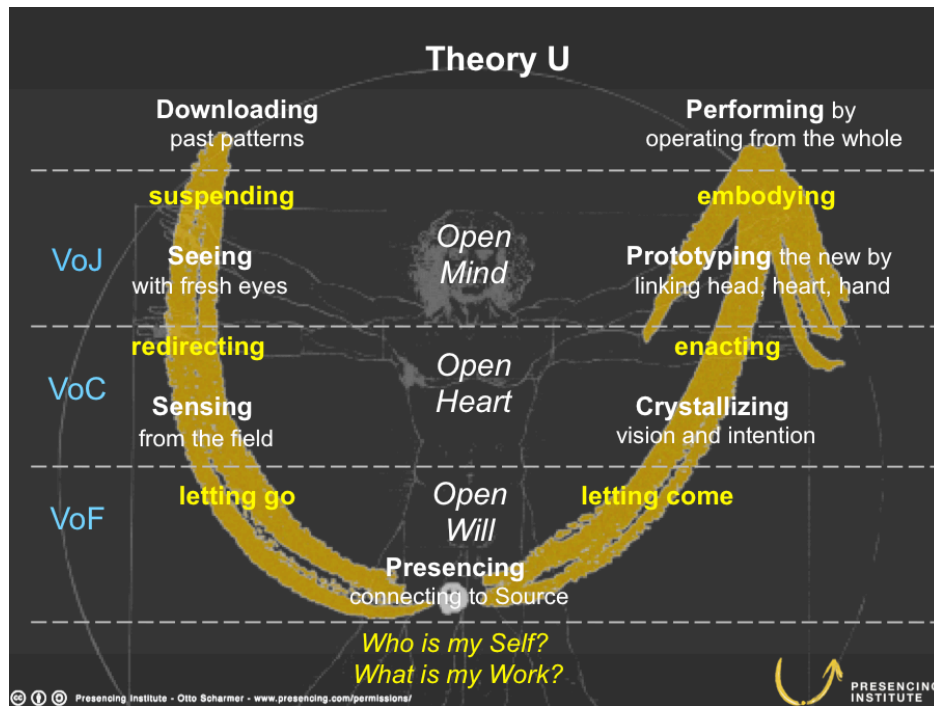 Theory U
Downloading
past patterns
Performing by
operating from the whole
suspending
embodying
VoJ
Seeing
with fresh eyes
Open
Mind
Prototyping the new by
linking head, heart, hand
redirecting
enacting
VoC
Open
Heart
Sensing
from the field
Crystallizing
vision and intention
letting go
letting come
VoF
Open
Will
Presencing
connecting to Source
Who is my Self?
What is my Work?
Presencing Institute - Otto Scharmer - www.presencing.com/permissions/
PRESENCING
INSTITUTE